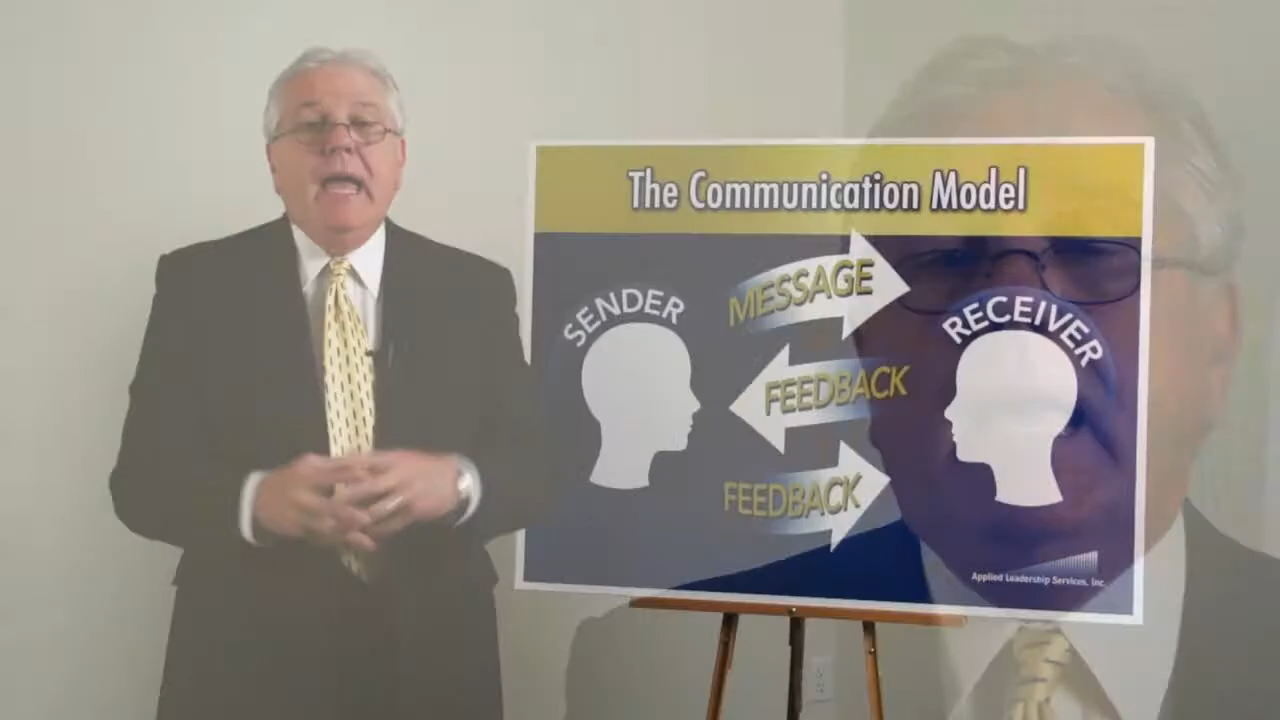 The Communication Model
SENDER
MESSAGE
RECEIVER
FEEDBACK
FEEDBACK
Applied Leadership Services, Inc.